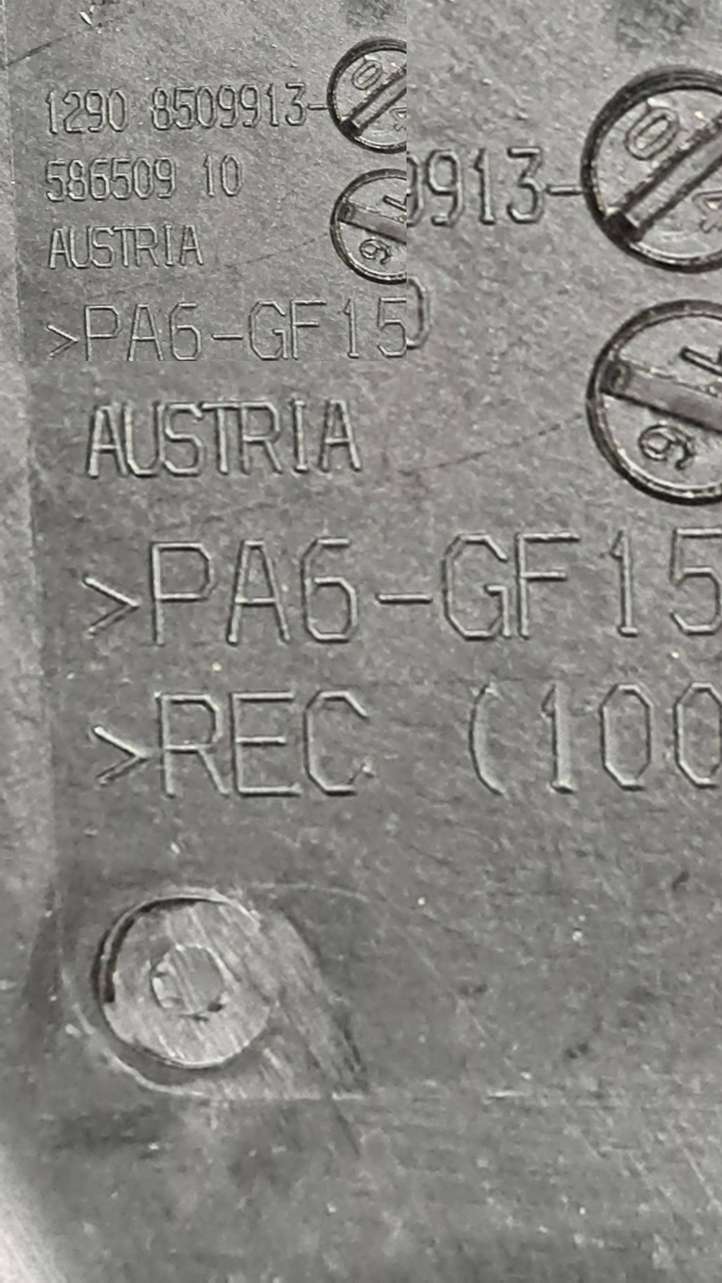 1290 8509913-
586509 10
AUSTRIA
>PA6-GF15
9913-
AUSTRIA
>PA6-GF15
>REC (100